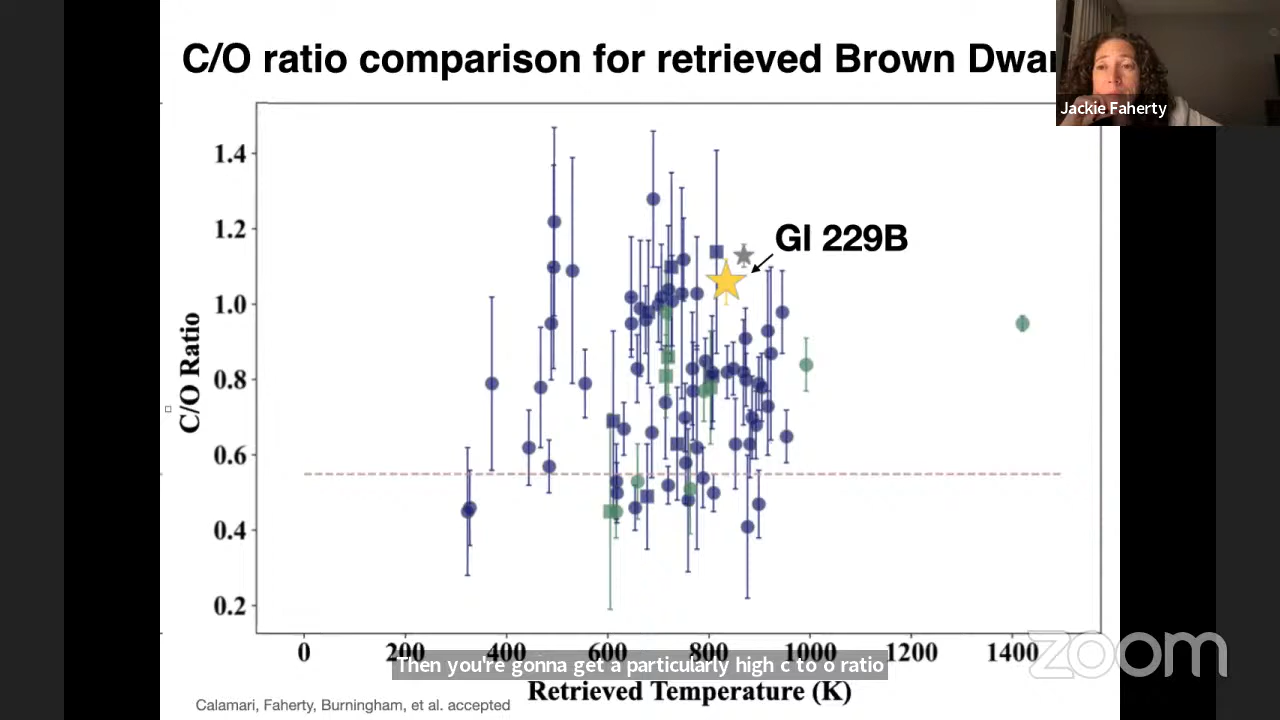 C/O ratio comparison for retrieved Brown Dwar
Jackie Faherty
Gl 229B
C/O Ratio
1.4
1.2
1.0
0.8
0.6
0.4
0.2
0 200 400 600 800 1000 1200 1400
Then you're gonna get a particularly high c to o ratio
Retrieved Temperature (K)
Calamari, Faherty, Burningham, et al. accepted
zoom